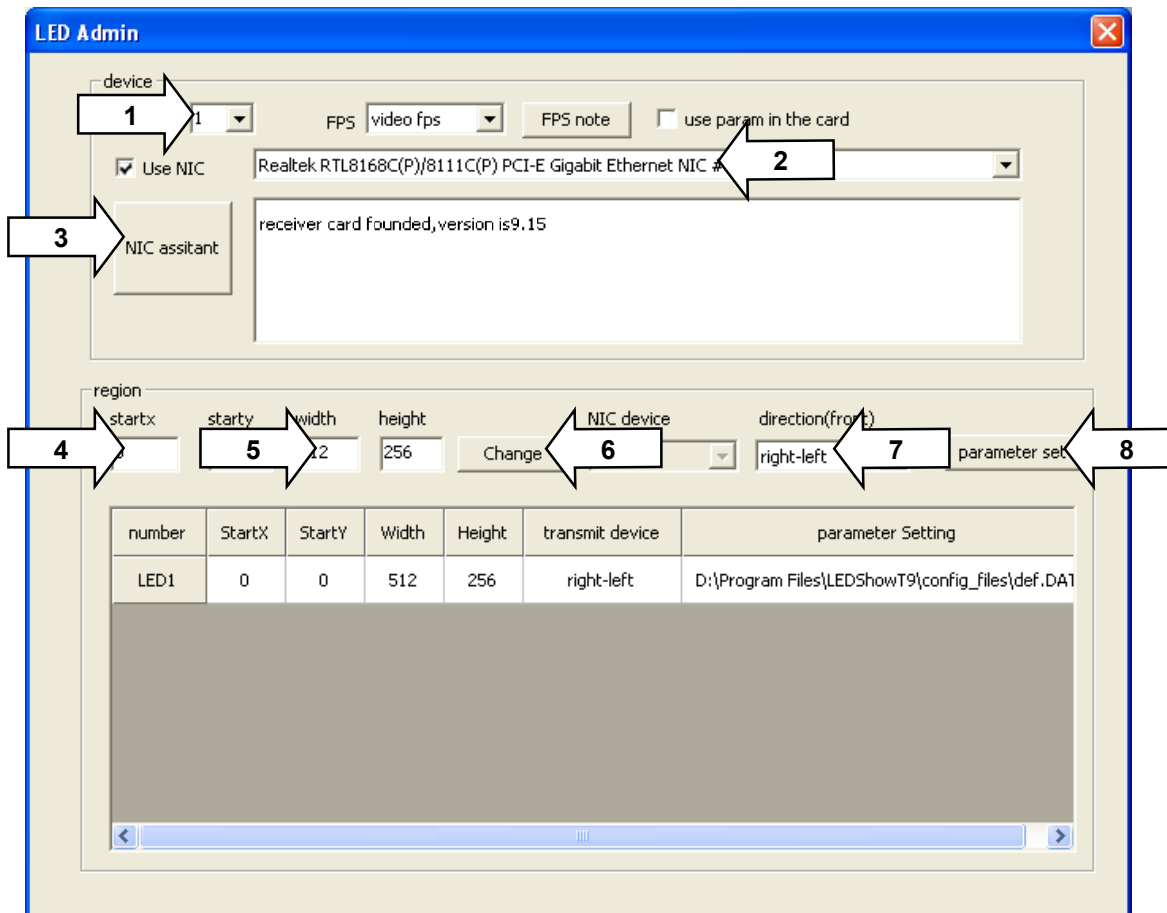 LED Admin
device
1 1 FPS video fps FPS note use param in the card
Use NIC Realtek RTL8168C(P)/8111C(P) PCI-E Gigabit Ethernet NIC # 2
3 NIC assitant receiver card founded,version is9.15
region
startx starty width height NIC device direction(front)
4 5 12 256 Change 6 right-left 7 parameter set 8
number StartX StartY Width Height transmit device parameter Setting
LED1 0 0 512 256 right-left D:\Program Files\LEDShowT9\config_files\def.DAT